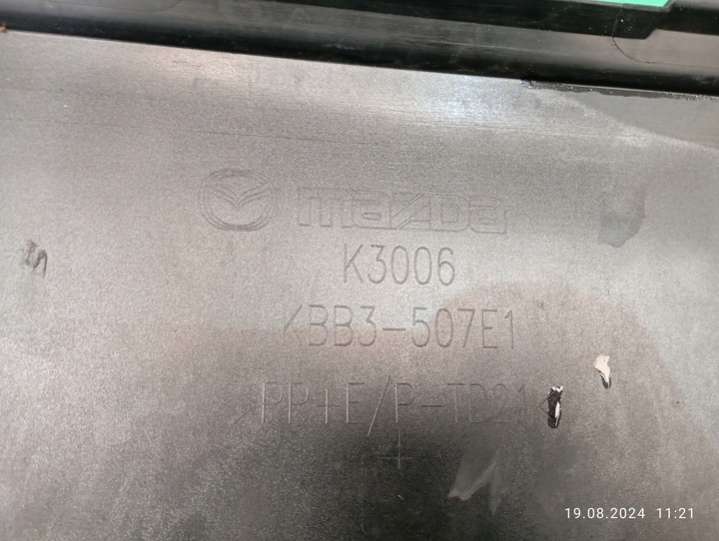 mazda
K3006
KBB3-507E1
PP+E/P-TD21
19.08.2024 11:21